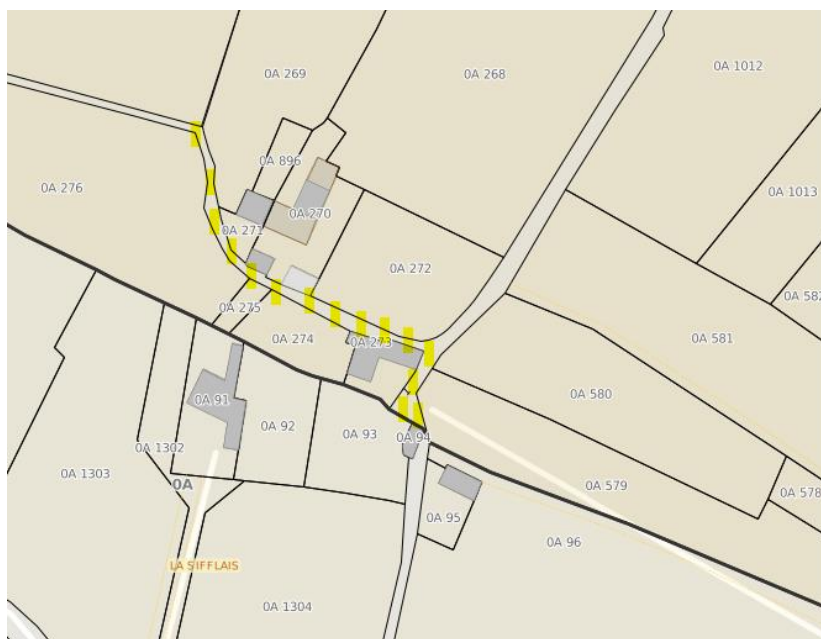 0A 269
0A 268
0A 1012
0A 896
0A 276
0A 1013
0A 270
0A 271
0A 272
0A 582
0A 275
0A 274
0A 273
0A 581
0A 580
0A 91
0A 92
0A 93
0A 94
0A 1302
0A 1303
0A
0A 579
0A 578
0A 95
0A 96
LA SIFFLAIS
0A 1304